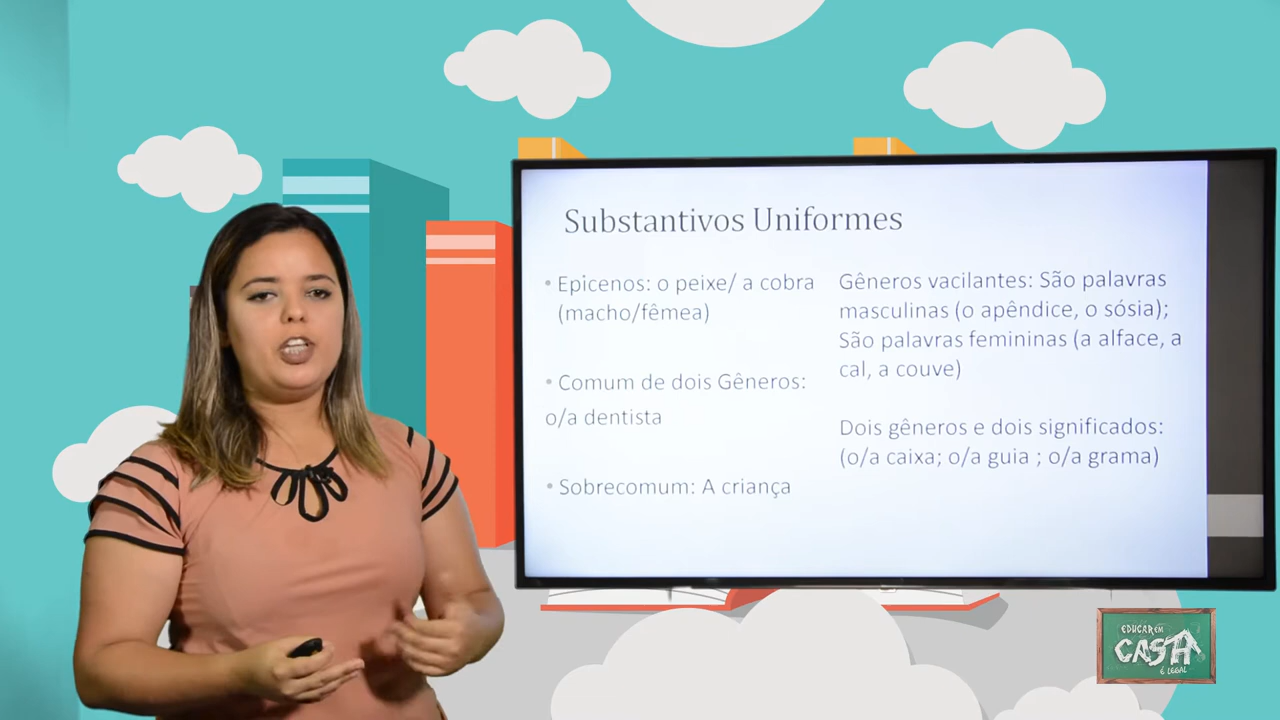 Substantivos Uniformes
• Epicenos: o peixe/ a cobra
(macho/fêmea)
• Comum de dois Gêneros:
o/a dentista
• Sobrecomum: A criança
Gêneros vacilantes: São palavras
masculinas (o apêndice, o sósia);
São palavras femininas (a alface, a
cal, a couve)
Dois gêneros e dois significados:
(o/a caixa; o/a guia ; o/a grama)
EDUCAR EM
CASA
É LEGAL